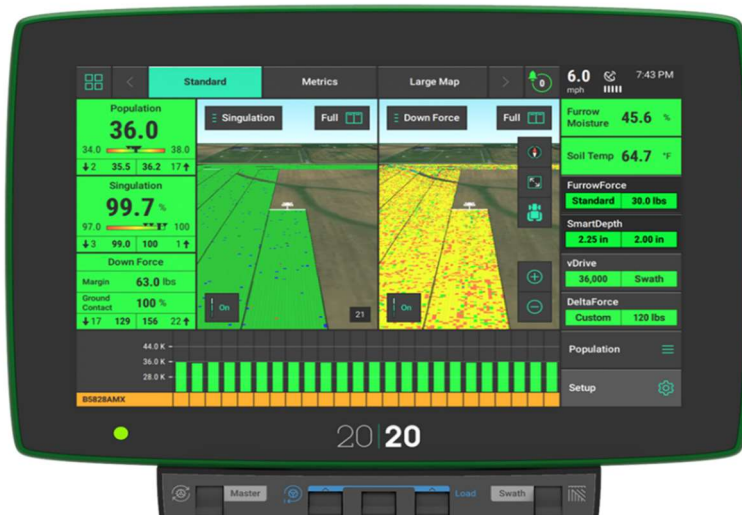 Standard
Metrics
Large Map
0
6.0
mph
7:43 PM
Population
36.0
34.0 38.0
2 35.5 36.2 17
Singulation
99.7 %
97.0 100
3 99.0 100 1
Down Force
Margin 63.0 lbs
Ground Contact 100 %
17 129 156 22
Singulation Full
On
21
Down Force Full
On
Furrow Moisture 45.6 %
Soil Temp 64.7 °F
FurrowForce
Standard 30.0 lbs
SmartDepth
2.25 in 2.00 in
vDrive
36,000 Swath
DeltaForce
Custom 120 lbs
Population
Setup
44.0 K
36.0 K
28.0 K
B5828AMX
20|20
Master
Load
Swath